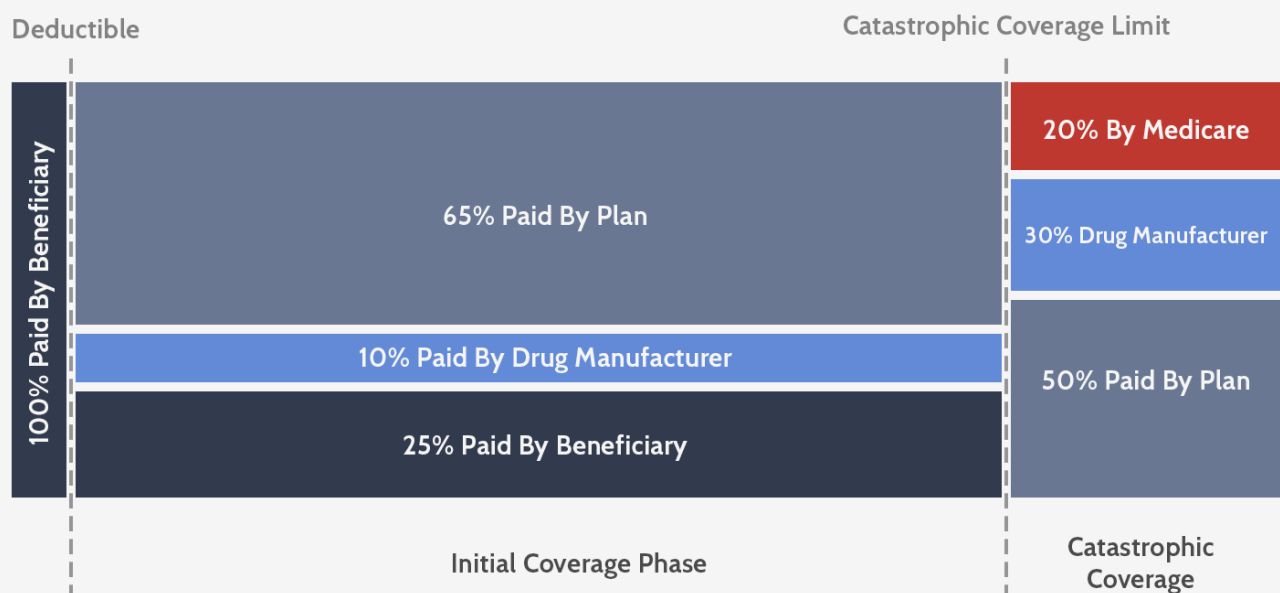 Deductible
Catastrophic Coverage Limit
100% Paid By Beneficiary
65% Paid By Plan
10% Paid By Drug Manufacturer
25% Paid By Beneficiary
20% By Medicare
30% Drug Manufacturer
50% Paid By Plan
Initial Coverage Phase
Catastrophic
Coverage